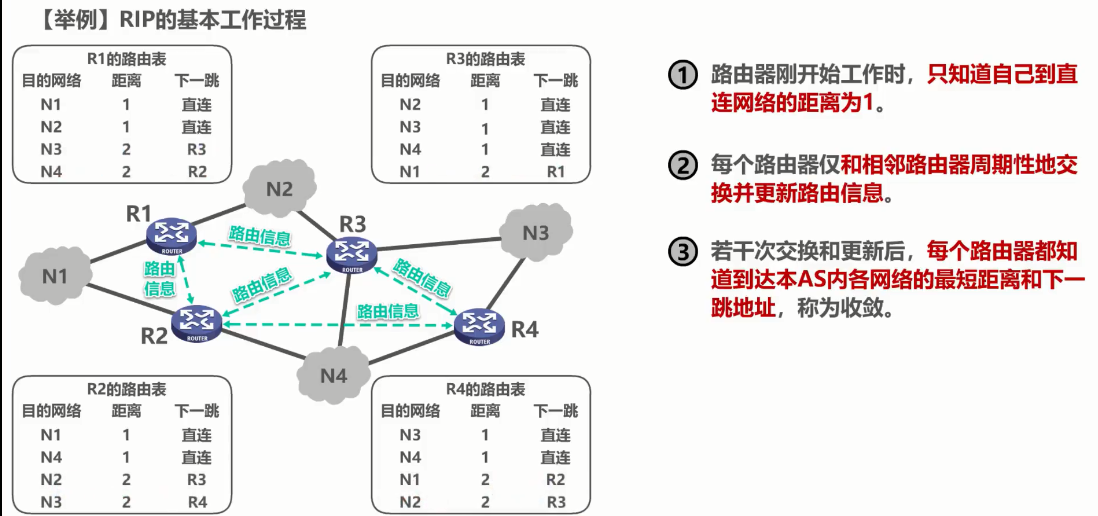 【举例】RIP的基本工作过程
R1的路由表
目的网络 距离 下一跳
N1 1 直连
N2 1 直连
N3 2 R3
N4 2 R2
R3的路由表
目的网络 距离 下一跳
N2 1 直连
N3 1 直连
N4 1 直连
N1 2 R1
N2
R1
ROUTER
路由信息
R3
ROUTER
N3
N1
路由
信息
路由信息
路由信息
R2
ROUTER
路由信息
R4
ROUTER
N4
R2的路由表
目的网络 距离 下一跳
N1 1 直连
N4 1 直连
N2 2 R3
N3 2 R4
R4的路由表
目的网络 距离 下一跳
N3 1 直连
N4 1 直连
N1 2 R2
N2 2 R3
1 路由器刚开始工作时，只知道自己到直
连网络的距离为1。
2 每个路由器仅和相邻路由器周期性地交
换并更新路由信息。
3 若干次交换和更新后，每个路由器都知
道到达本AS内各网络的最短距离和下一
跳地址，称为收敛。